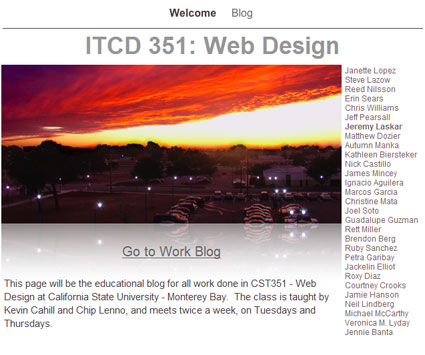 Welcome Blog
ITCD 351: Web Design
Janette Lopez
Steve Lazow
Reed Nilsson
Erin Sears
Chris Williams
Jeff Pearsall
Jeremy Laskar
Matthew Dozier
Autumn Manka
Kathleen Biersteker
Nick Castillo
James Mincey
Ignacio Aguilera
Marcos Garcia
Christine Mata
Joel Soto
Guadalupe Guzman
Rett Miller
Brendon Berg
Ruby Sanchez
Petra Garibay
Jackelin Elliot
Roxy Diaz
Courtney Crooks
Jamie Hanson
Neil Lindberg
Michael McCarthy
Veronica M. Lyday
Jennie Banta
Go to Work Blog
This page will be the educational blog for all work done in CST351 - Web
Design at California State University - Monterey Bay. The class is taught by
Kevin Cahill and Chip Lenno, and meets twice a week, on Tuesdays and
Thursdays.